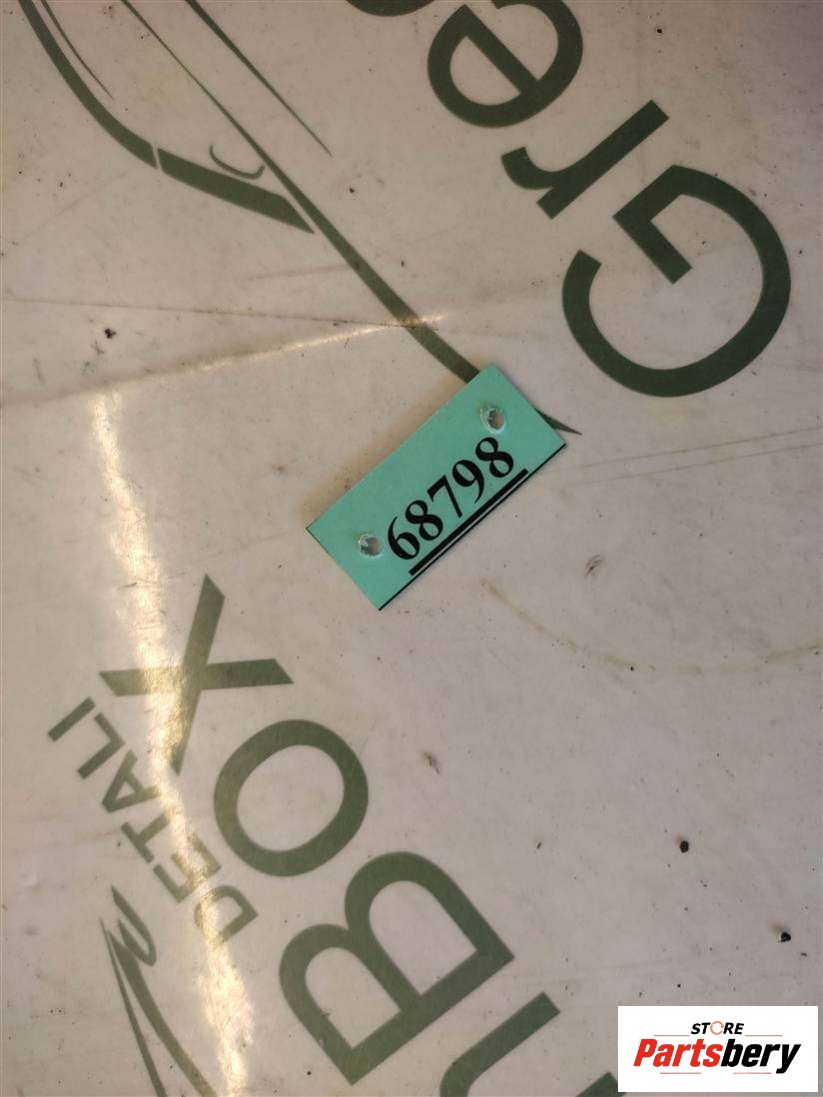 Gre
68798
DETALI
BOX
STORE
Partsbery